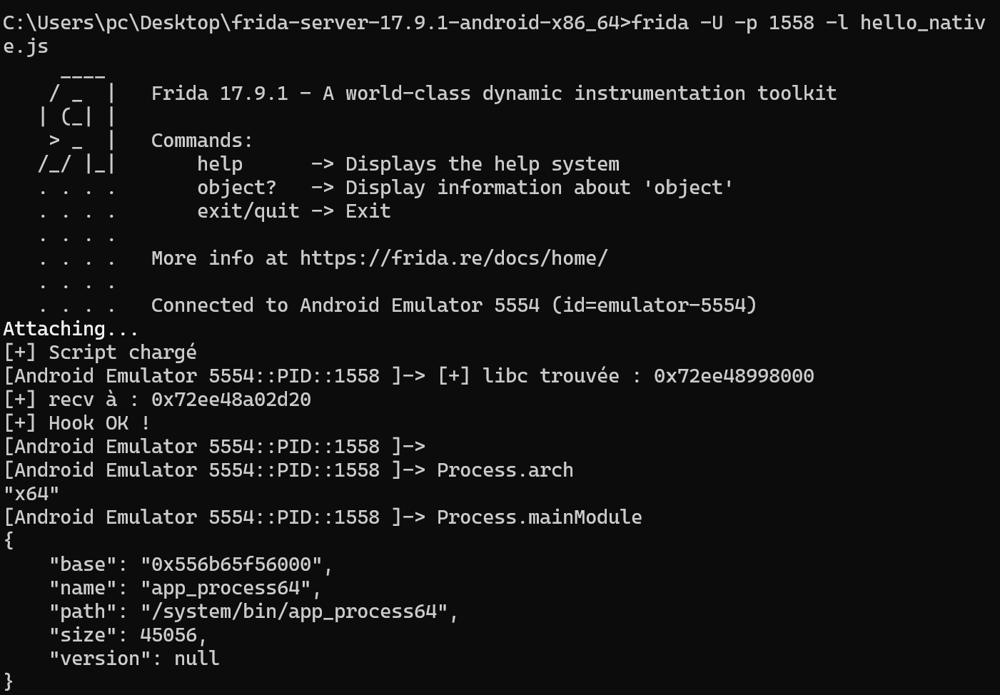 C:\Users\pc\Desktop\frida-server-17.9.1-android-x86_64>frida -U -p 1558 -l hello_nativ
e.js
     ____
    / _  |   Frida 17.9.1 - A world-class dynamic instrumentation toolkit
   | (_| |
    > _  |   Commands:
   /_/ |_|       help      -> Displays the help system
   . . . .       object?   -> Display information about 'object'
   . . . .       exit/quit -> Exit
   . . . .
   . . . .   More info at https://frida.re/docs/home/
   . . . .
   . . . .   Connected to Android Emulator 5554 (id=emulator-5554)
Attaching...
[+] Script chargé
[Android Emulator 5554::PID::1558 ]-> [+] libc trouvée : 0x72ee48998000
[+] recv à : 0x72ee48a02d20
[+] Hook OK !
[Android Emulator 5554::PID::1558 ]->
[Android Emulator 5554::PID::1558 ]-> Process.arch
"x64"
[Android Emulator 5554::PID::1558 ]-> Process.mainModule
{
    "base": "0x556b65f56000",
    "name": "app_process64",
    "path": "/system/bin/app_process64",
    "size": 45056,
    "version": null
}